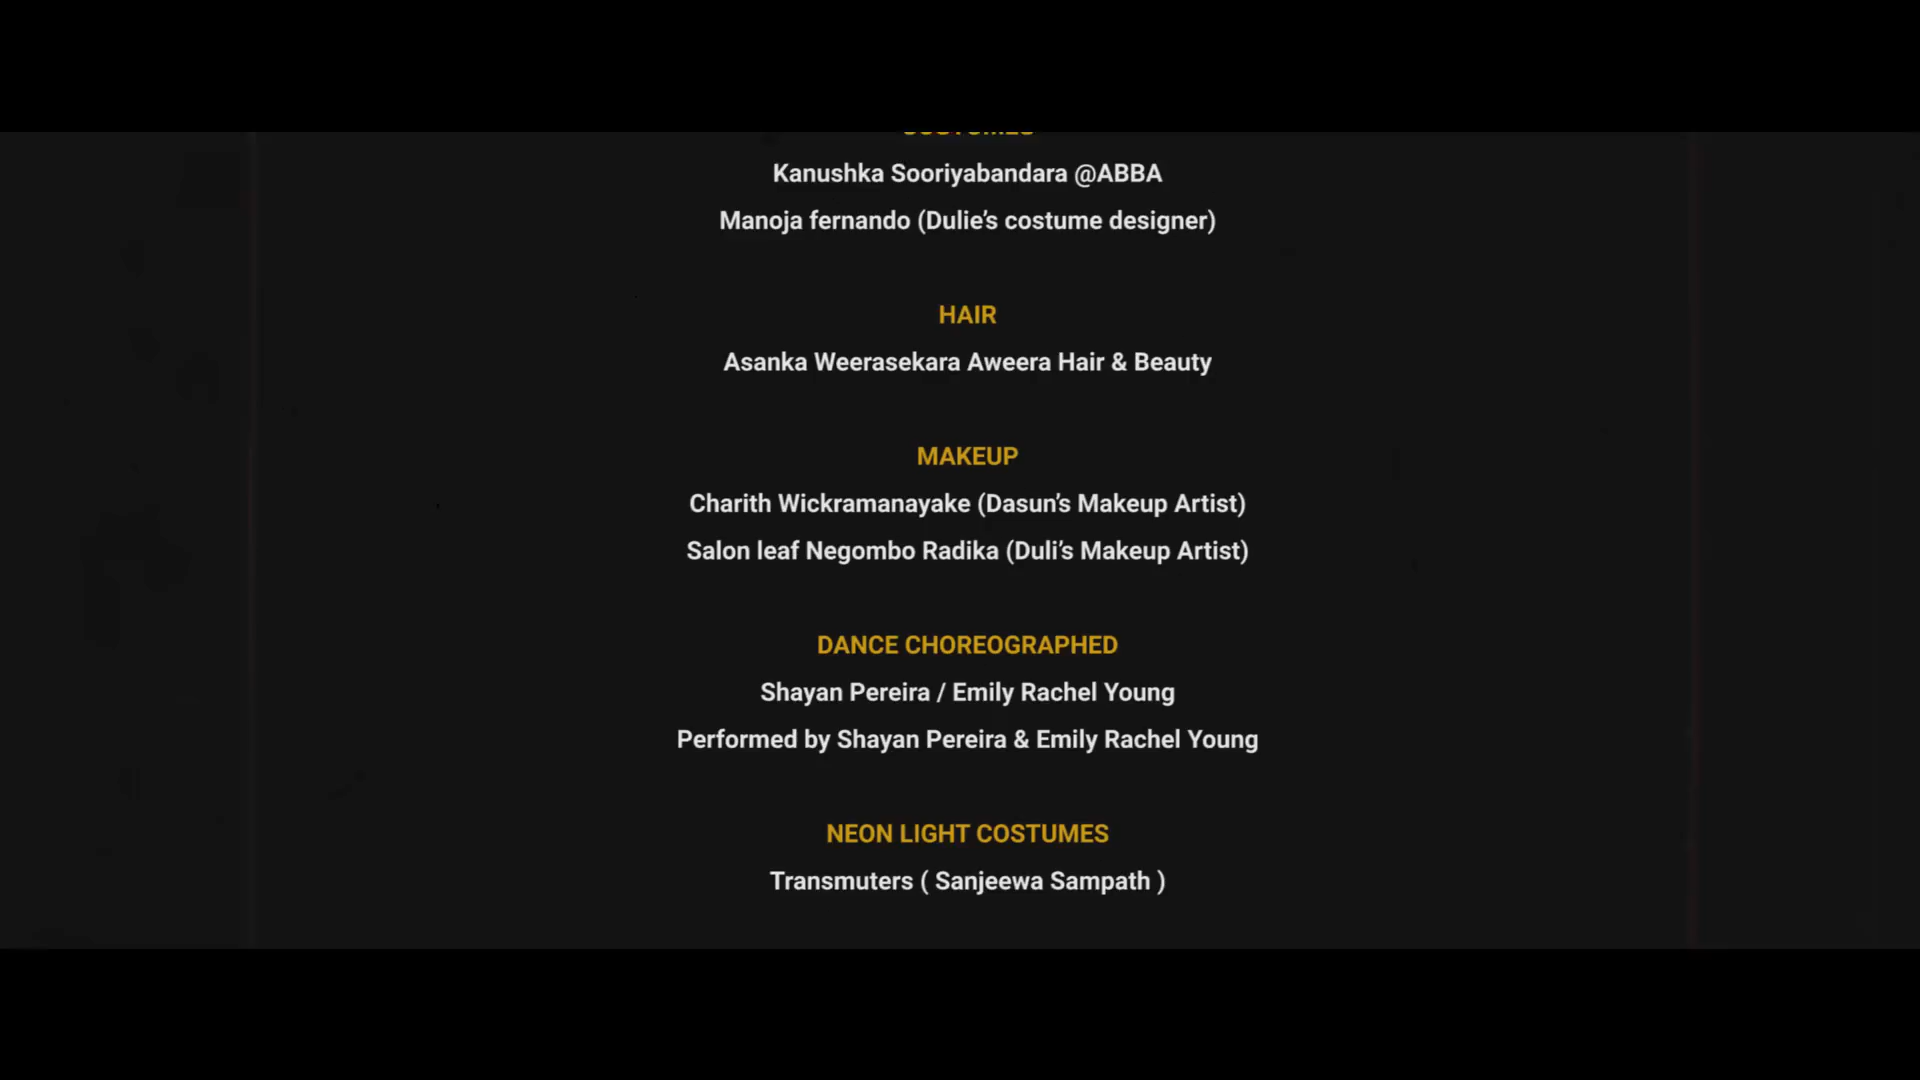 COSTUMES
Kanushka Sooriyabandara @ABBA
Manoja fernando (Dulie’s costume designer)
HAIR
Asanka Weerasekara Aweera Hair & Beauty
MAKEUP
Charith Wickramanayake (Dasun’s Makeup Artist)
Salon leaf Negombo Radika (Duli’s Makeup Artist)
DANCE CHOREOGRAPHED
Shayan Pereira / Emily Rachel Young
Performed by Shayan Pereira & Emily Rachel Young
NEON LIGHT COSTUMES
Transmuters ( Sanjeewa Sampath )